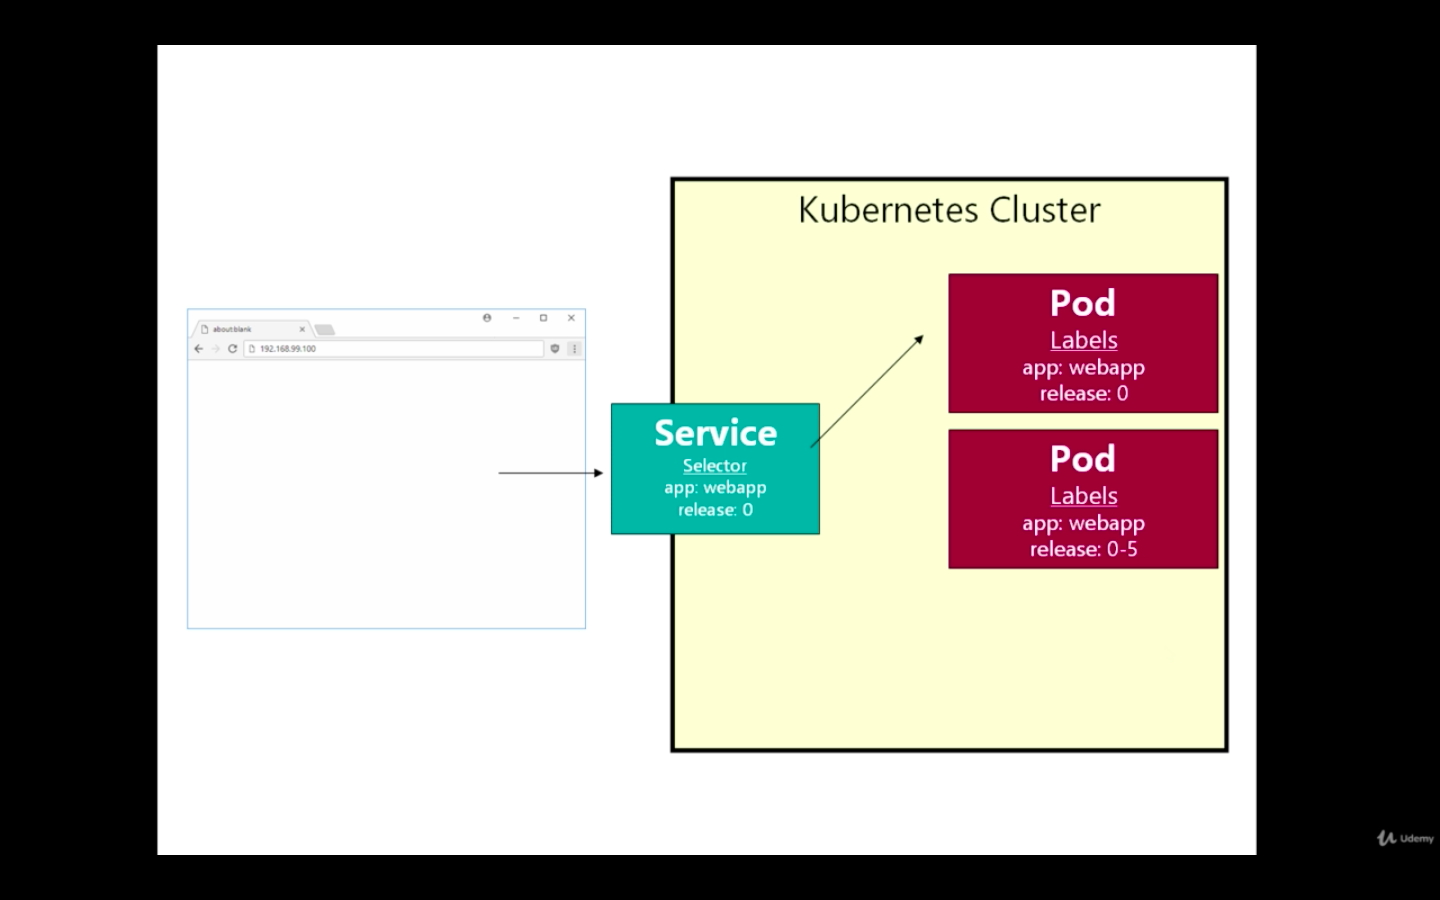 Kubernetes Cluster
about:blank
192.168.99.100
Service
Selector
app: webapp
release: 0
Pod
Labels
app: webapp
release: 0
Pod
Labels
app: webapp
release: 0-5
Udemy